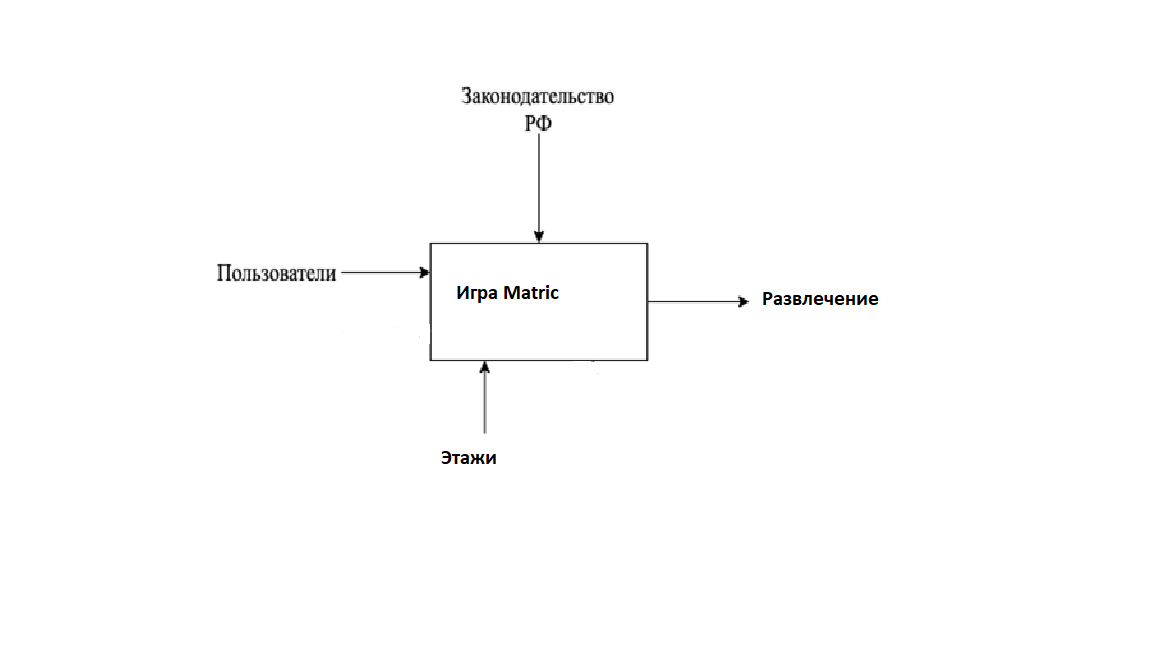 Законодательство
РФ
Пользователи
Игра Matric
Развлечение
Этажи